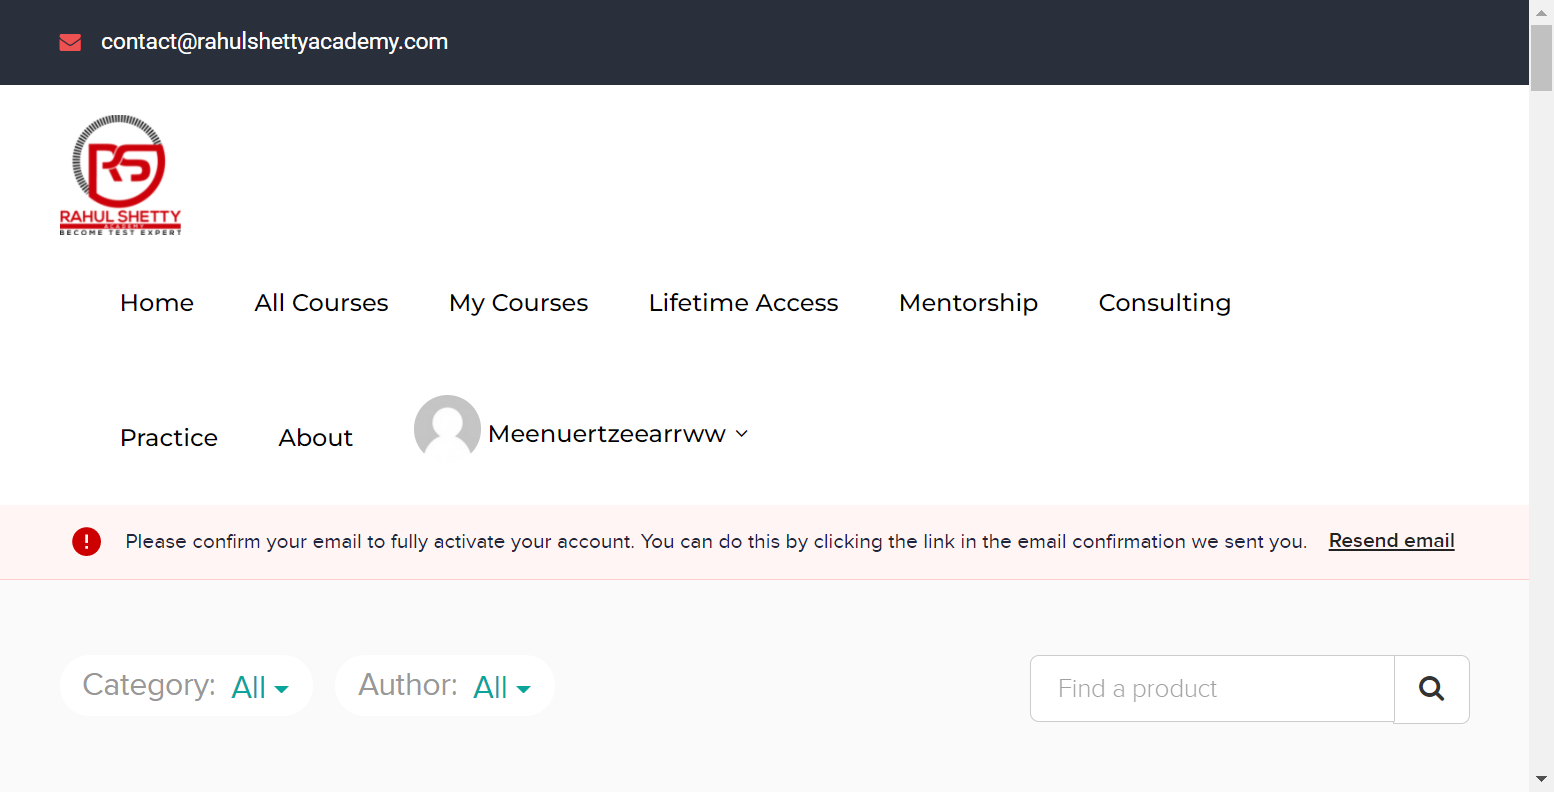 contact@rahulshettyacademy.com
RS
RAHUL SHETTY
ACADEMY
BECOME TEST EXPERT
Home All Courses My Courses Lifetime Access Mentorship Consulting
Practice About Meenuertzeearrww
Please confirm your email to fully activate your account. You can do this by clicking the link in the email confirmation we sent you. Resend email
Category: All Author: All Find a product